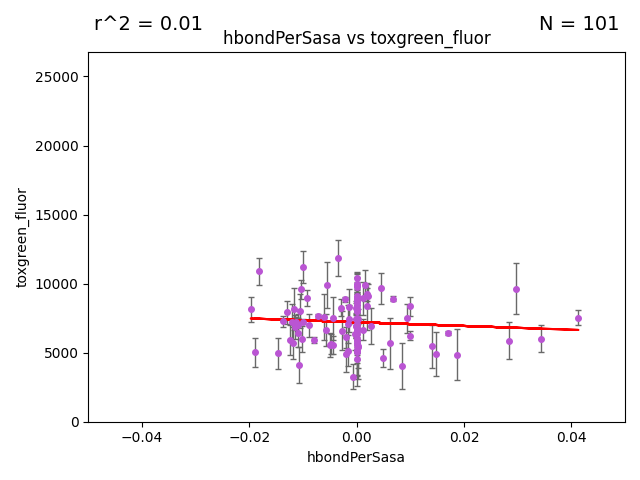 r^2 = 0.01
N = 101
hbondPerSasa vs toxgreen_fluor
25000
20000
15000
10000
5000
0
toxgreen_fluor
−0.04
−0.02
0.00
0.02
0.04
hbondPerSasa